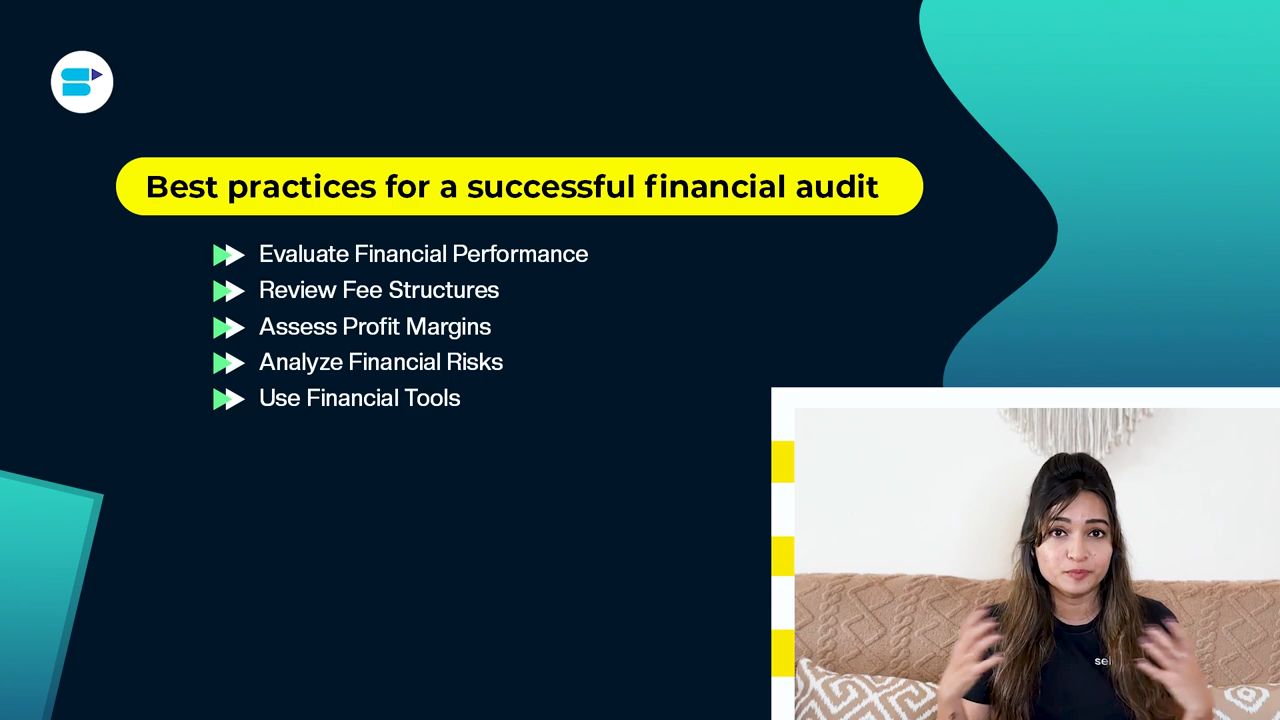 Best practices for a successful financial audit
Evaluate Financial Performance
Review Fee Structures
Assess Profit Margins
Analyze Financial Risks
Use Financial Tools